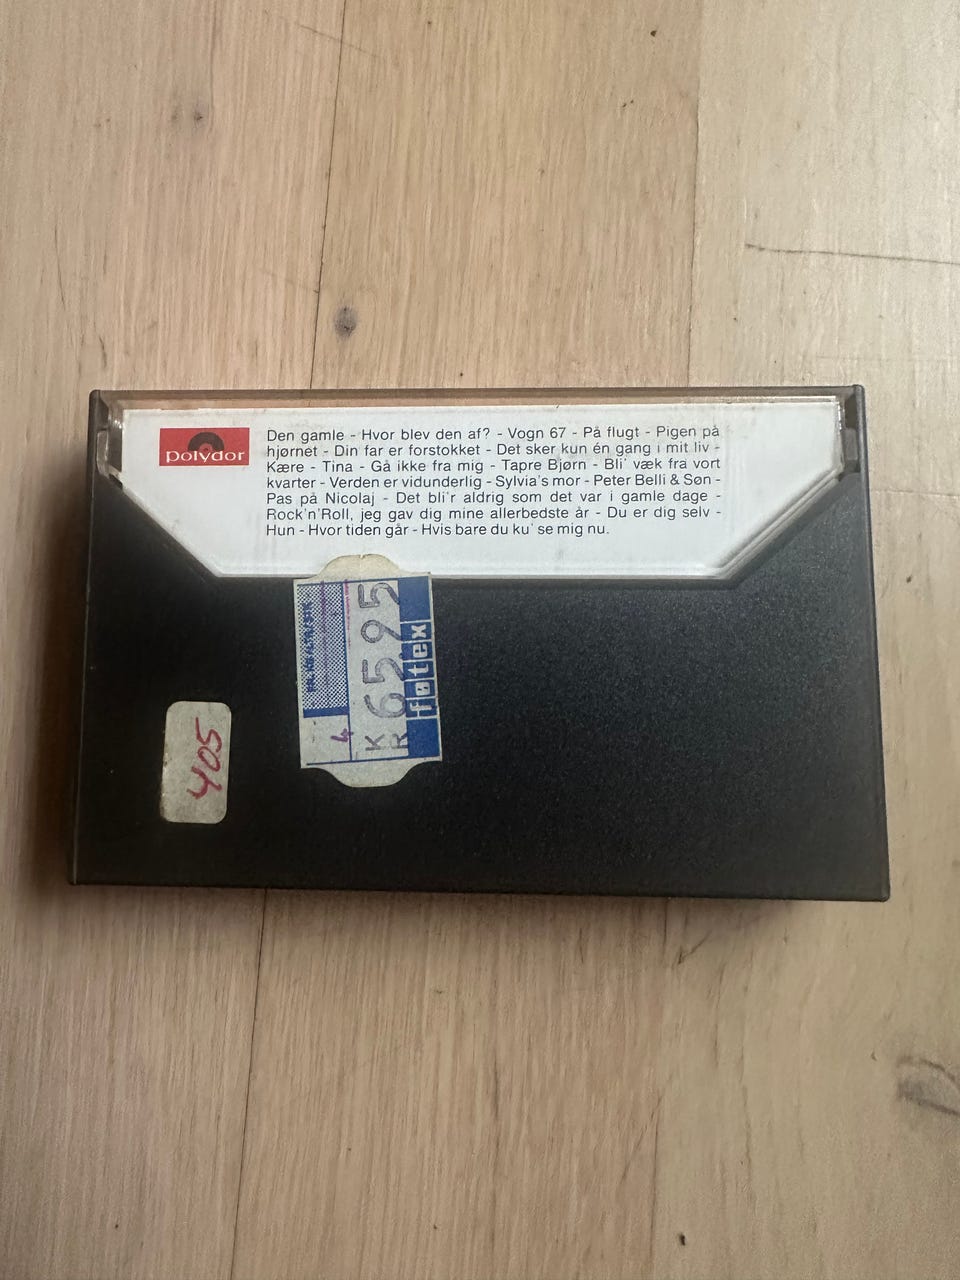 polydor
Den gamle - Hvor blev den af? - Vogn 67 - På flugt - Pigen på
hjørnet - Din far er forstokket - Det sker kun én gang i mit liv -
Kære - Tina - Gå ikke fra mig - Tapre Bjørn - Bli' væk fra vort
kvarter - Verden er vidunderlig - Sylvia's mor - Peter Belli & Søn -
Pas på Nicolaj - Det bli'r aldrig som det var i gamle dage -
Rock'n'Roll, jeg gav dig mine allerbedste år - Du er dig selv -
Hun - Hvor tiden går - Hvis bare du ku' se mig nu.
4
KR 6595
føtex
405